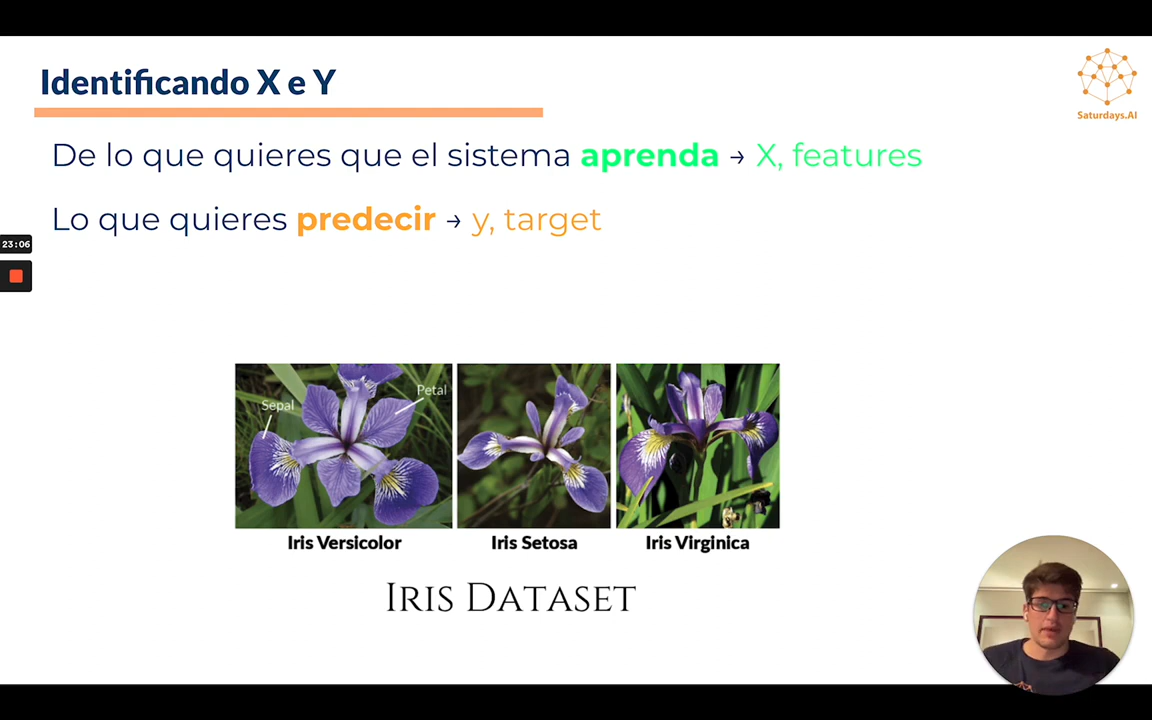 Identificando X e Y
Saturdays.AI
De lo que quieres que el sistema aprenda → X, features
Lo que quieres predecir → y, target
23:06
Sepal
Petal
Iris Versicolor
Iris Setosa
Iris Virginica
IRIS DATASET